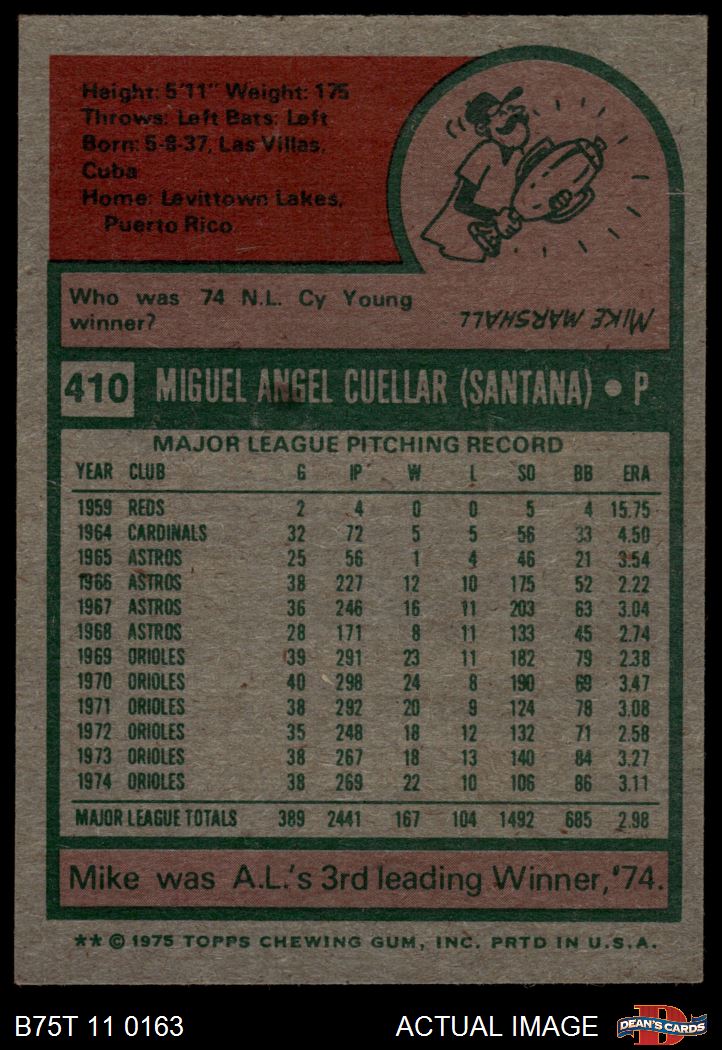 Height: 5'11" Weight: 175
Throws: Left Bats: Left
Born: 5-8-37, Las Villas,
Cuba
Home: Levittown Lakes,
Puerto Rico
Who was 74 N.L. Cy Young
winner?
MIKE MARSHALL
410 MIGUEL ANGEL CUELLAR (SANTANA) • P
MAJOR LEAGUE PITCHING RECORD
YEAR CLUB G IP W L SO BB ERA
1959 REDS 2 4 0 0 5 4 15.75
1964 CARDINALS 32 72 5 5 56 33 4.50
1965 ASTROS 25 56 1 4 46 21 3.54
1966 ASTROS 38 227 12 10 175 52 2.22
1967 ASTROS 36 246 16 11 203 63 3.04
1968 ASTROS 28 171 8 11 133 45 2.74
1969 ORIOLES 39 291 23 11 182 79 2.38
1970 ORIOLES 40 298 24 8 190 69 3.47
1971 ORIOLES 38 292 20 9 124 78 3.08
1972 ORIOLES 35 248 18 12 132 71 2.58
1973 ORIOLES 38 267 18 13 140 84 3.27
1974 ORIOLES 38 269 22 10 106 86 3.11
MAJOR LEAGUE TOTALS 389 2441 167 104 1492 685 2.98
Mike was A.L.'s 3rd leading Winner, '74.
** © 1975 TOPPS CHEWING GUM, INC. PRTD IN U.S.A.
B75T 11 0163 ACTUAL IMAGE D DEAN'S CARDS